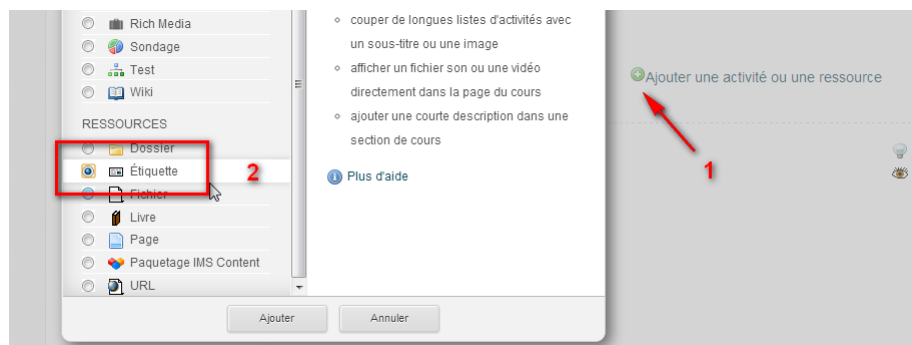 Rich Media
Sondage
Test
Wiki
RESSOURCES
Dossier
Étiquette
2
Fichier
Livre
Page
Paquetage IMS Content
URL
couper de longues listes d'activités avec
un sous-titre ou une image
afficher un fichier son ou une vidéo
directement dans la page du cours
ajouter une courte description dans une
section de cours
Plus d'aide
Ajouter
Annuler
Ajouter une activité ou une ressource
1